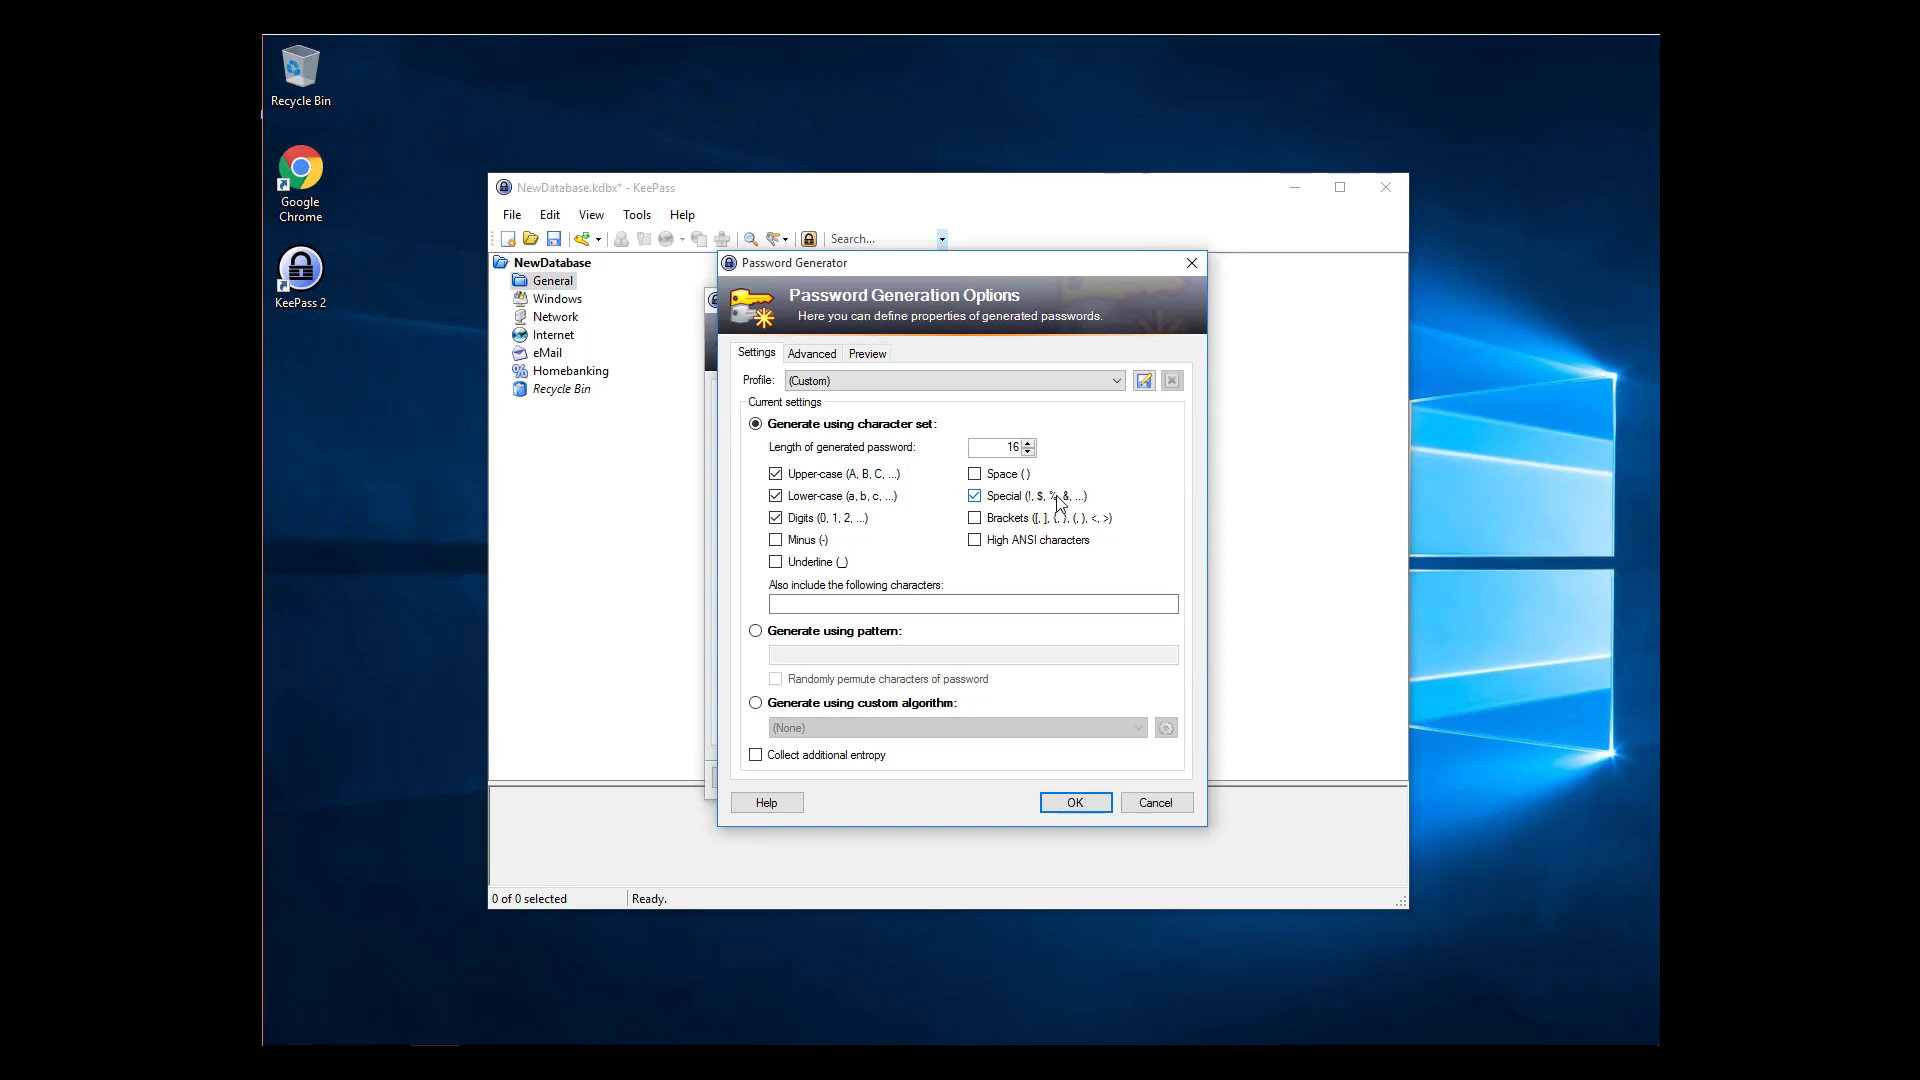 Recycle Bin
Google
Chrome
KeePass 2
NewDatabase.kdbx* - KeePass
File Edit View Tools Help
Search...
NewDatabase
General
Windows
Network
Internet
eMail
Homebanking
Recycle Bin
Password Generator
Password Generation Options
Here you can define properties of generated passwords.
Settings Advanced Preview
Profile: (Custom)
Current settings
Generate using character set:
Length of generated password: 16
Upper-case (A, B, C, ...) Space ( )
Lower-case (a, b, c, ...) Special (!, $, %, &, ...)
Digits (0, 1, 2, ...) Brackets ([, ], {, }, (, ), <, >)
Minus (-) High ANSI characters
Underline (_)
Also include the following characters:
Generate using pattern:
Randomly permute characters of password
Generate using custom algorithm:
(None)
Collect additional entropy
Help OK Cancel
0 of 0 selected Ready.